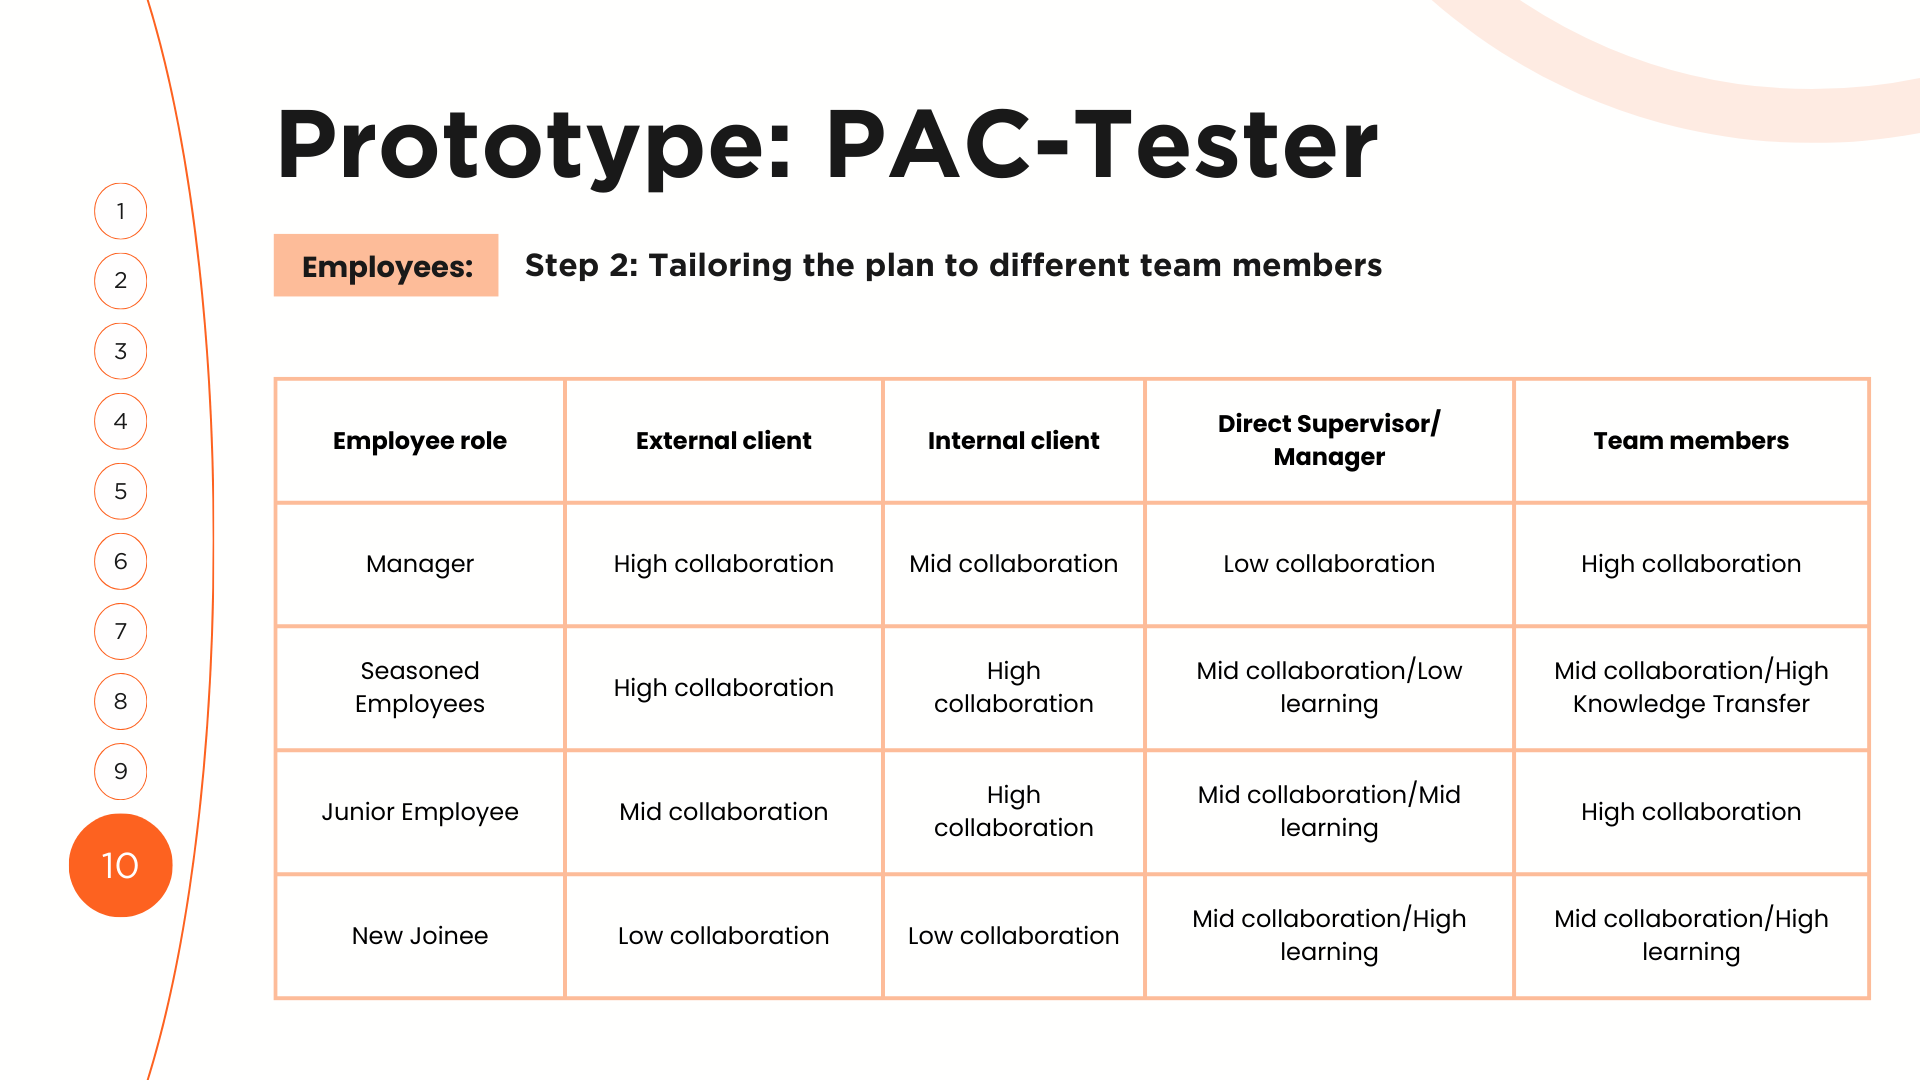 Prototype: PAC-Tester
Employees:
Step 2: Tailoring the plan to different team members
1
2
3
4
5
6
7
8
9
10
Employee role
External client
Internal client
Direct Supervisor/
Manager
Team members
Manager
High collaboration
Mid collaboration
Low collaboration
High collaboration
Seasoned
Employees
High collaboration
High
collaboration
Mid collaboration/Low
learning
Mid collaboration/High
Knowledge Transfer
Junior Employee
Mid collaboration
High
collaboration
Mid collaboration/Mid
learning
High collaboration
New Joinee
Low collaboration
Low collaboration
Mid collaboration/High
learning
Mid collaboration/High
learning